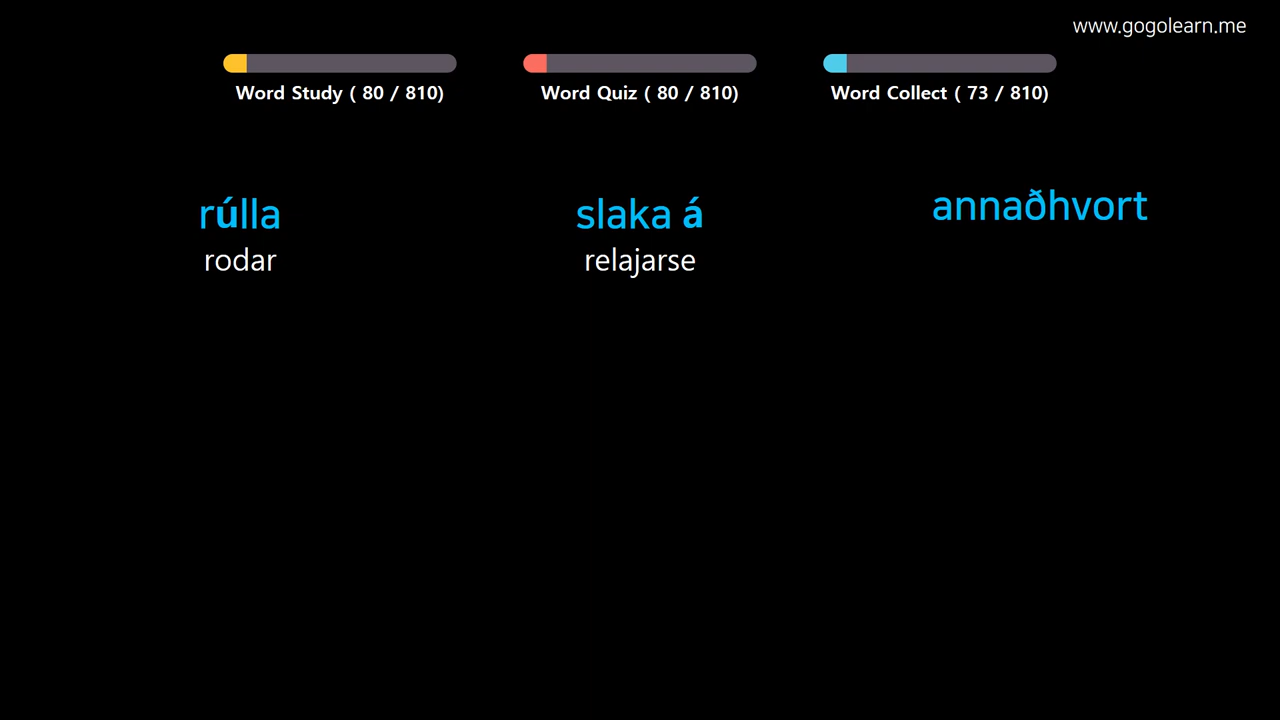 www.gogolearn.me
Word Study ( 80 / 810)
Word Quiz ( 80 / 810)
Word Collect ( 73 / 810)
rúlla
rodar
slaka á
relajarse
annaðhvort